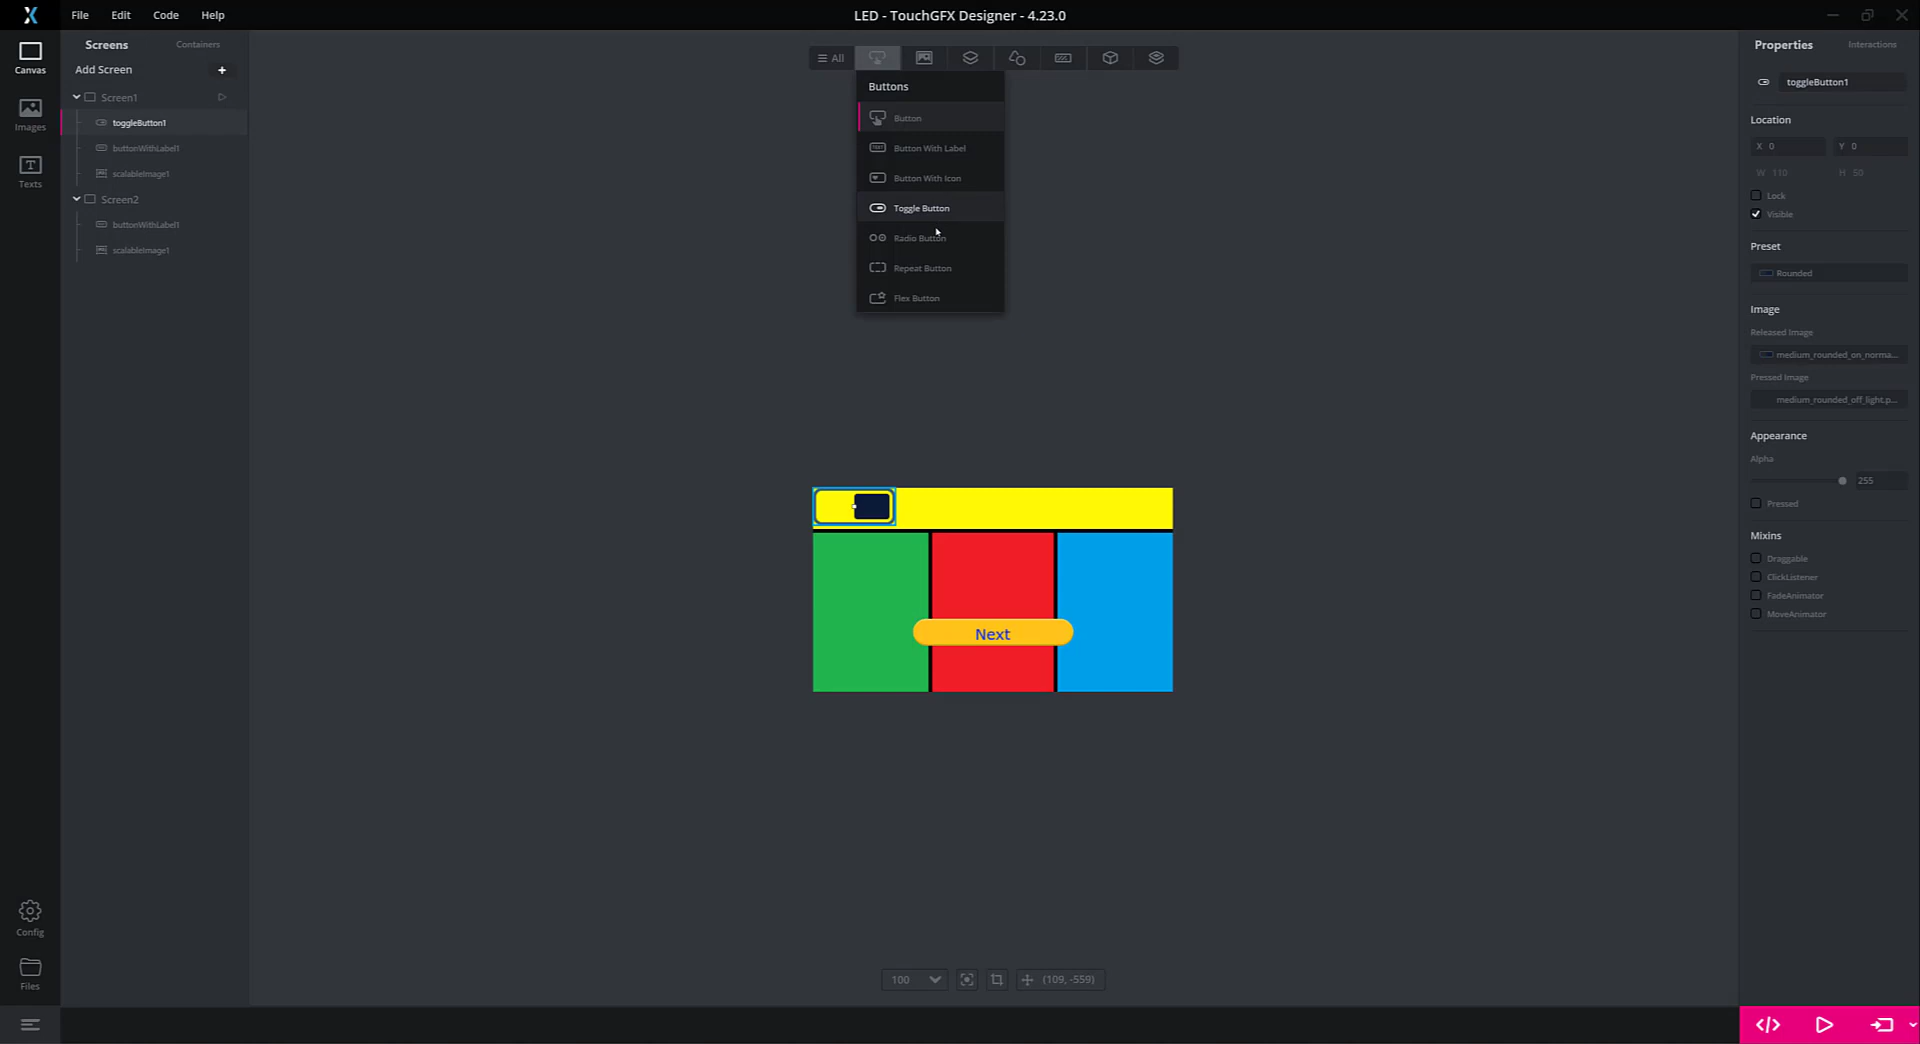 File Edit Code Help
LED - TouchGFX Designer - 4.23.0
Canvas
Images
Texts
Config
Files
Screens Containers
Add Screen +
Screen1
toggleButton1
buttonWithLabel1
scalableImage1
Screen2
buttonWithLabel1
scalableImage1
All
Buttons
Button
Button With Label
Button With Icon
Toggle Button
Radio Button
Repeat Button
Flex Button
Next
100
(109, -559)
Properties Interactions
toggleButton1
Location
X 0 Y 0
W 110 H 50
Lock
Visible
Preset
Rounded
Image
Released Image
medium_rounded_on_norma...
Pressed Image
medium_rounded_off_light.p...
Appearance
Alpha
255
Pressed
Mixins
Draggable
ClickListener
FadeAnimator
MoveAnimator